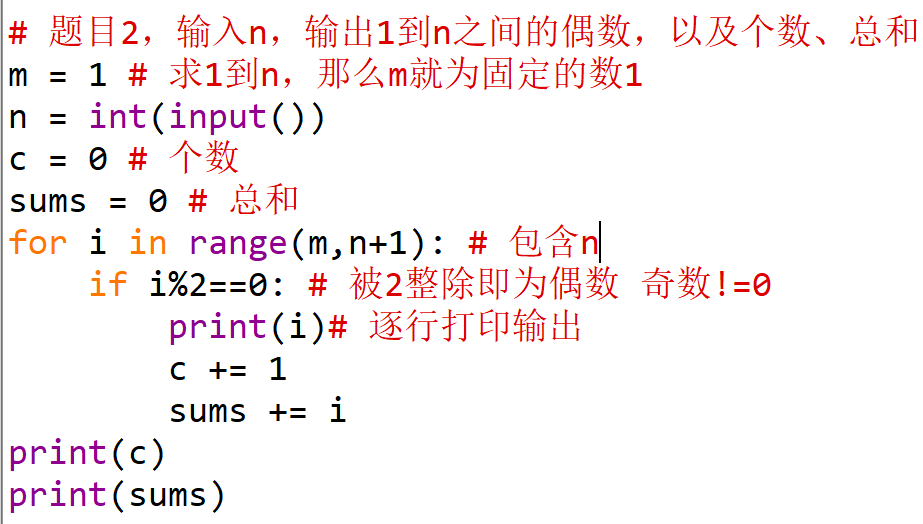 # 题目2，输入n，输出1到n之间的偶数，以及个数、总和
m = 1 # 求1到n，那么m就为固定的数1
n = int(input())
c = 0 # 个数
sums = 0 # 总和
for i in range(m,n+1): # 包含n
    if i%2==0: # 被2整除即为偶数 奇数!=0
        print(i)# 逐行打印输出
        c += 1
        sums += i
print(c)
print(sums)